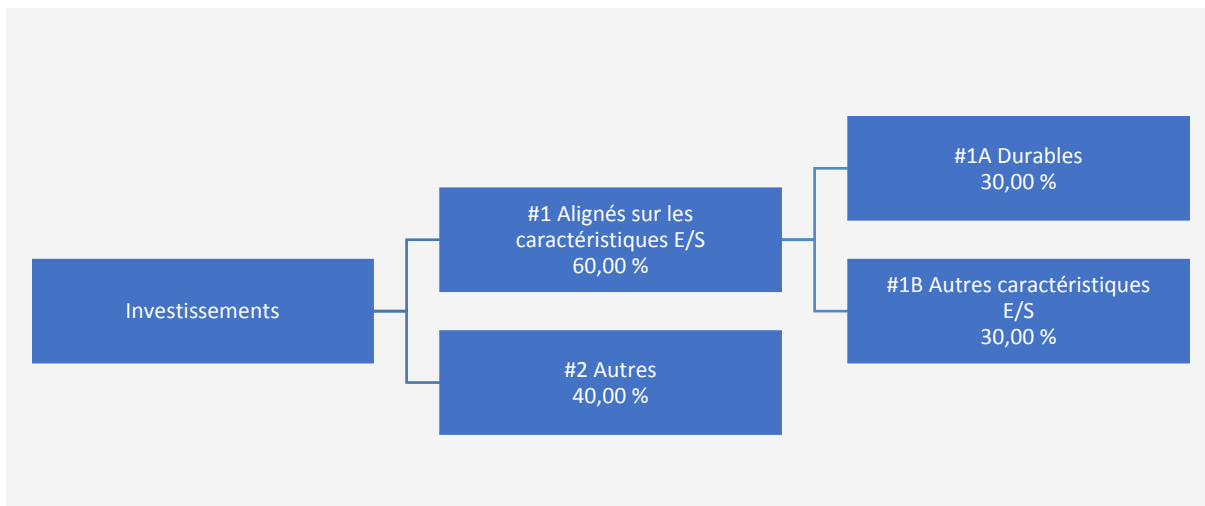 Investissements
#1 Alignés sur les
caractéristiques E/S
60,00 %
#2 Autres
40,00 %
#1A Durables
30,00 %
#1B Autres caractéristiques
E/S
30,00 %